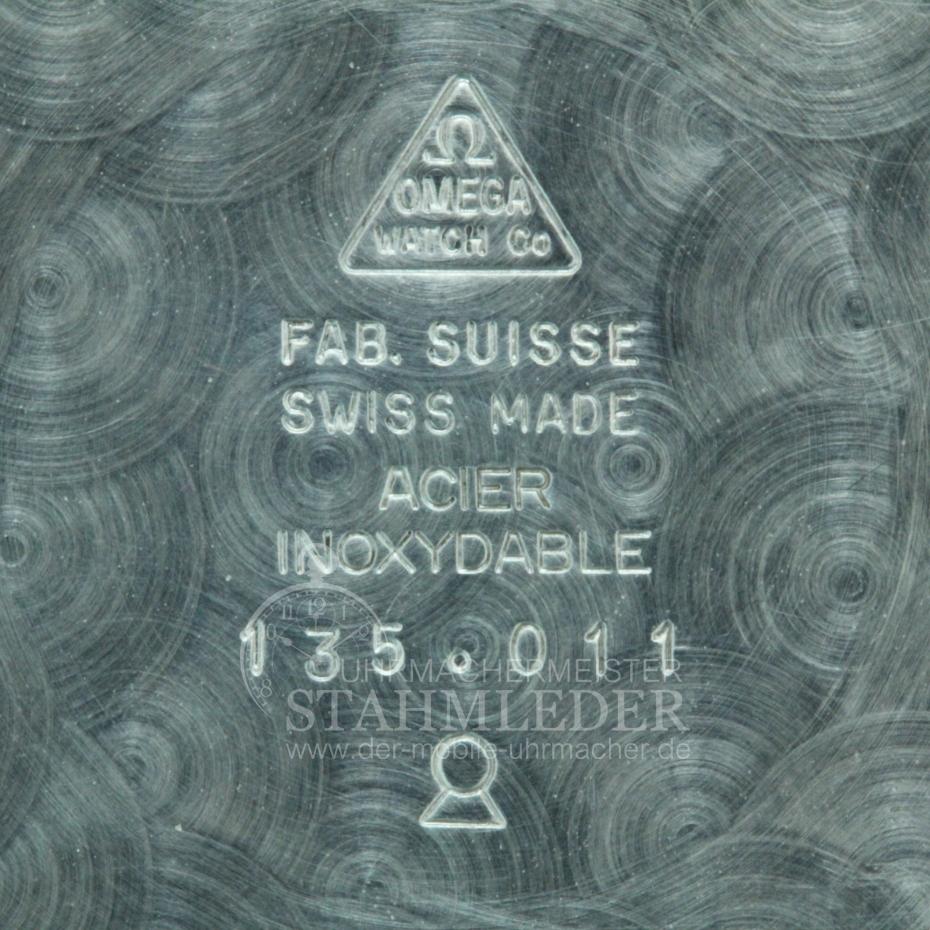 Ω
OMEGA
WATCH Co
FAB. SUISSE
SWISS MADE
ACIER
INOXYDABLE
135.011
UHRMACHERMEISTER
STAHMLEDER
www.der-mobile-uhrmacher.de